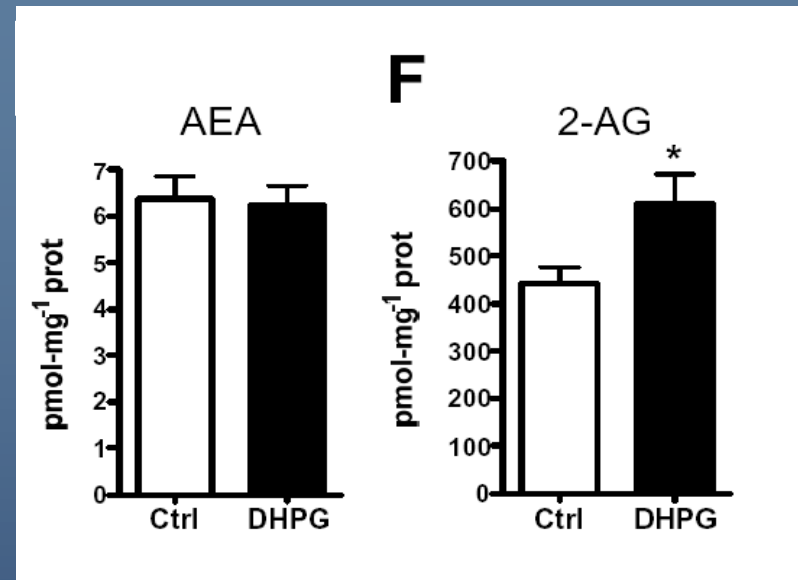 F
AEA
7
6
5
4
3
2
1
0
pmol-mg⁻¹ prot
Ctrl DHPG
2-AG
*
700
600
500
400
300
200
100
0
pmol-mg⁻¹ prot
Ctrl DHPG